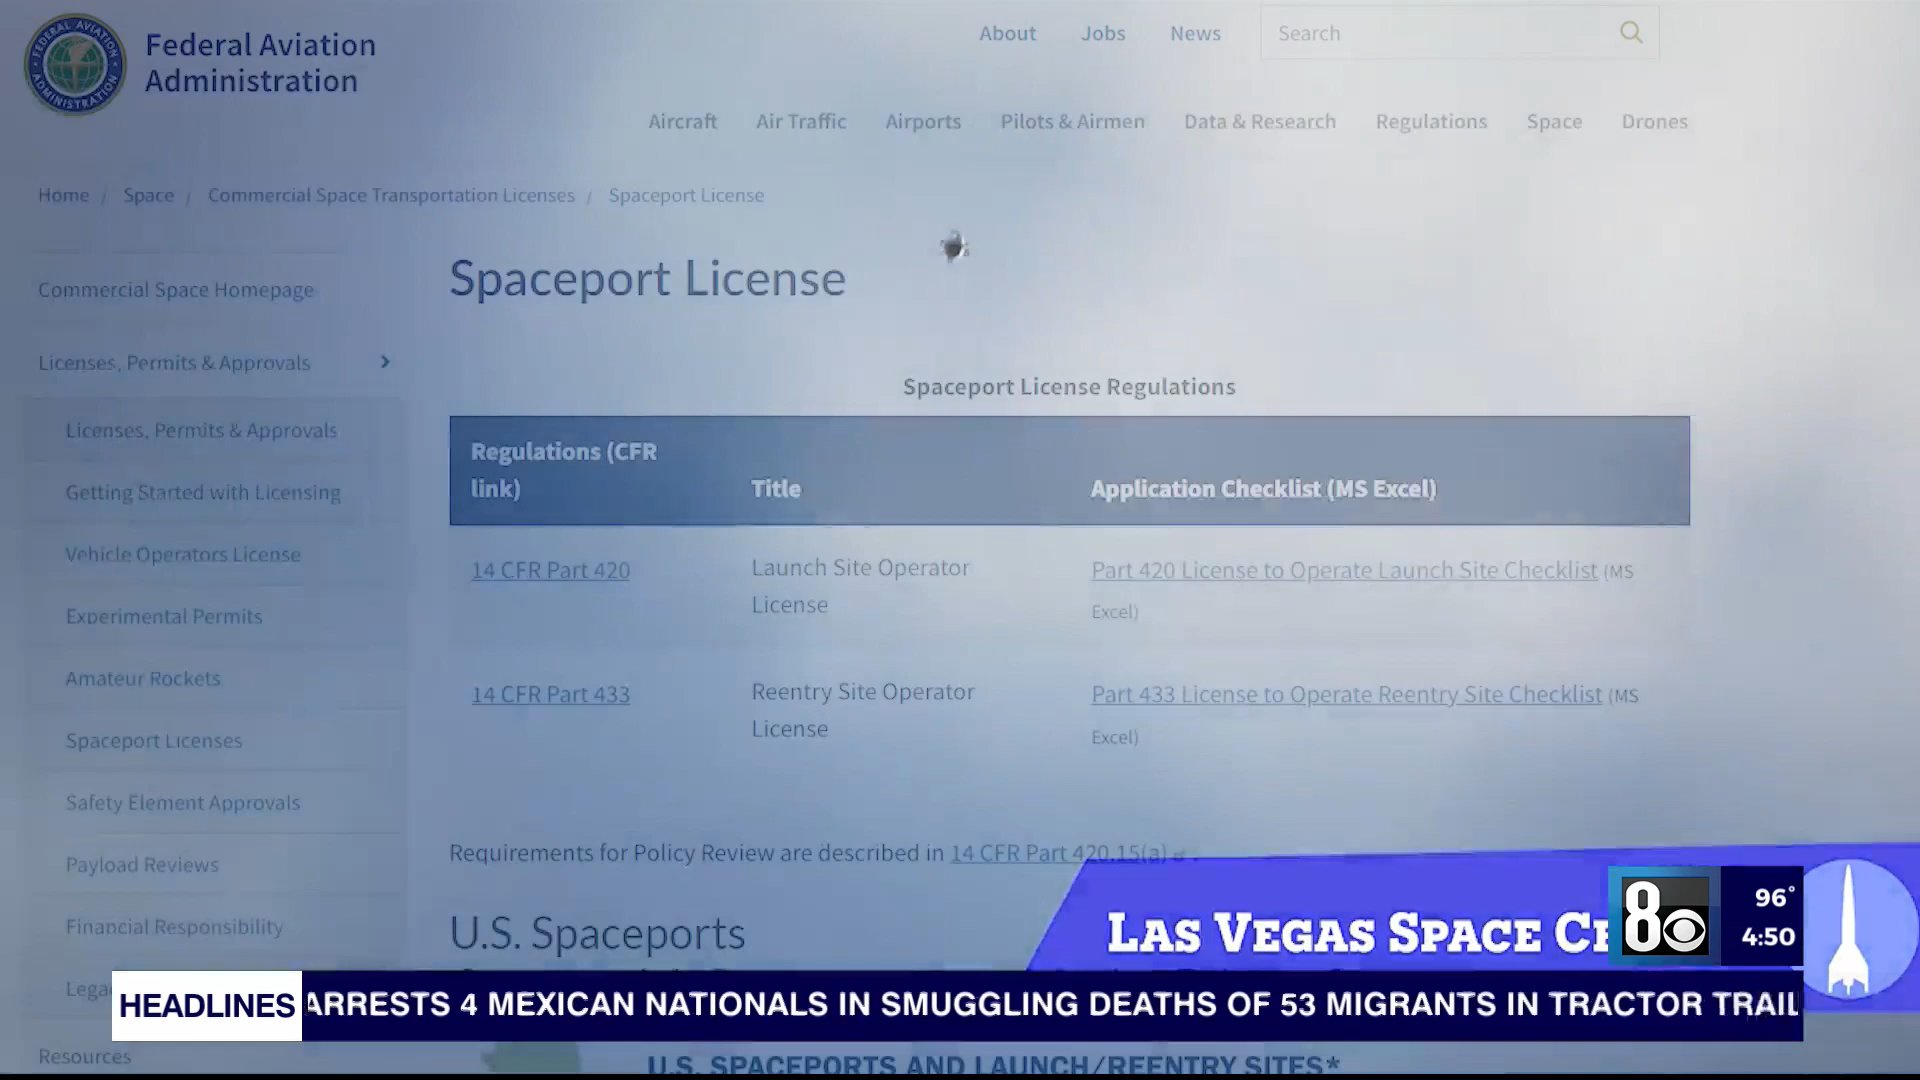 Federal Aviation
Administration
About Jobs News Search
Aircraft Air Traffic Airports Pilots & Airmen Data & Research Regulations Space Drones
Home / Space / Commercial Space Transportation Licenses / Spaceport License
Spaceport License
Commercial Space Homepage
Licenses, Permits & Approvals
Licenses, Permits & Approvals
Getting Started with Licensing
Vehicle Operators License
Experimental Permits
Amateur Rockets
Spaceport Licenses
Safety Element Approvals
Payload Reviews
Financial Responsibility
Resources
Spaceport License Regulations
Regulations (CFR
link)
Title
Application Checklist (MS Excel)
14 CFR Part 420
Launch Site Operator
License
Part 420 License to Operate Launch Site Checklist (MS
Excel)
14 CFR Part 433
Reentry Site Operator
License
Part 433 License to Operate Reentry Site Checklist (MS
Excel)
Requirements for Policy Review are described in 14 CFR Part 420.15(a)
U.S. Spaceports
LAS VEGAS SPACE
8
96°
4:50
HEADLINES ARRESTS 4 MEXICAN NATIONALS IN SMUGGLING DEATHS OF 53 MIGRANTS IN TRACTOR TRAIL
U.S. SPACEPORTS AND LAUNCH/REENTRY SITES*